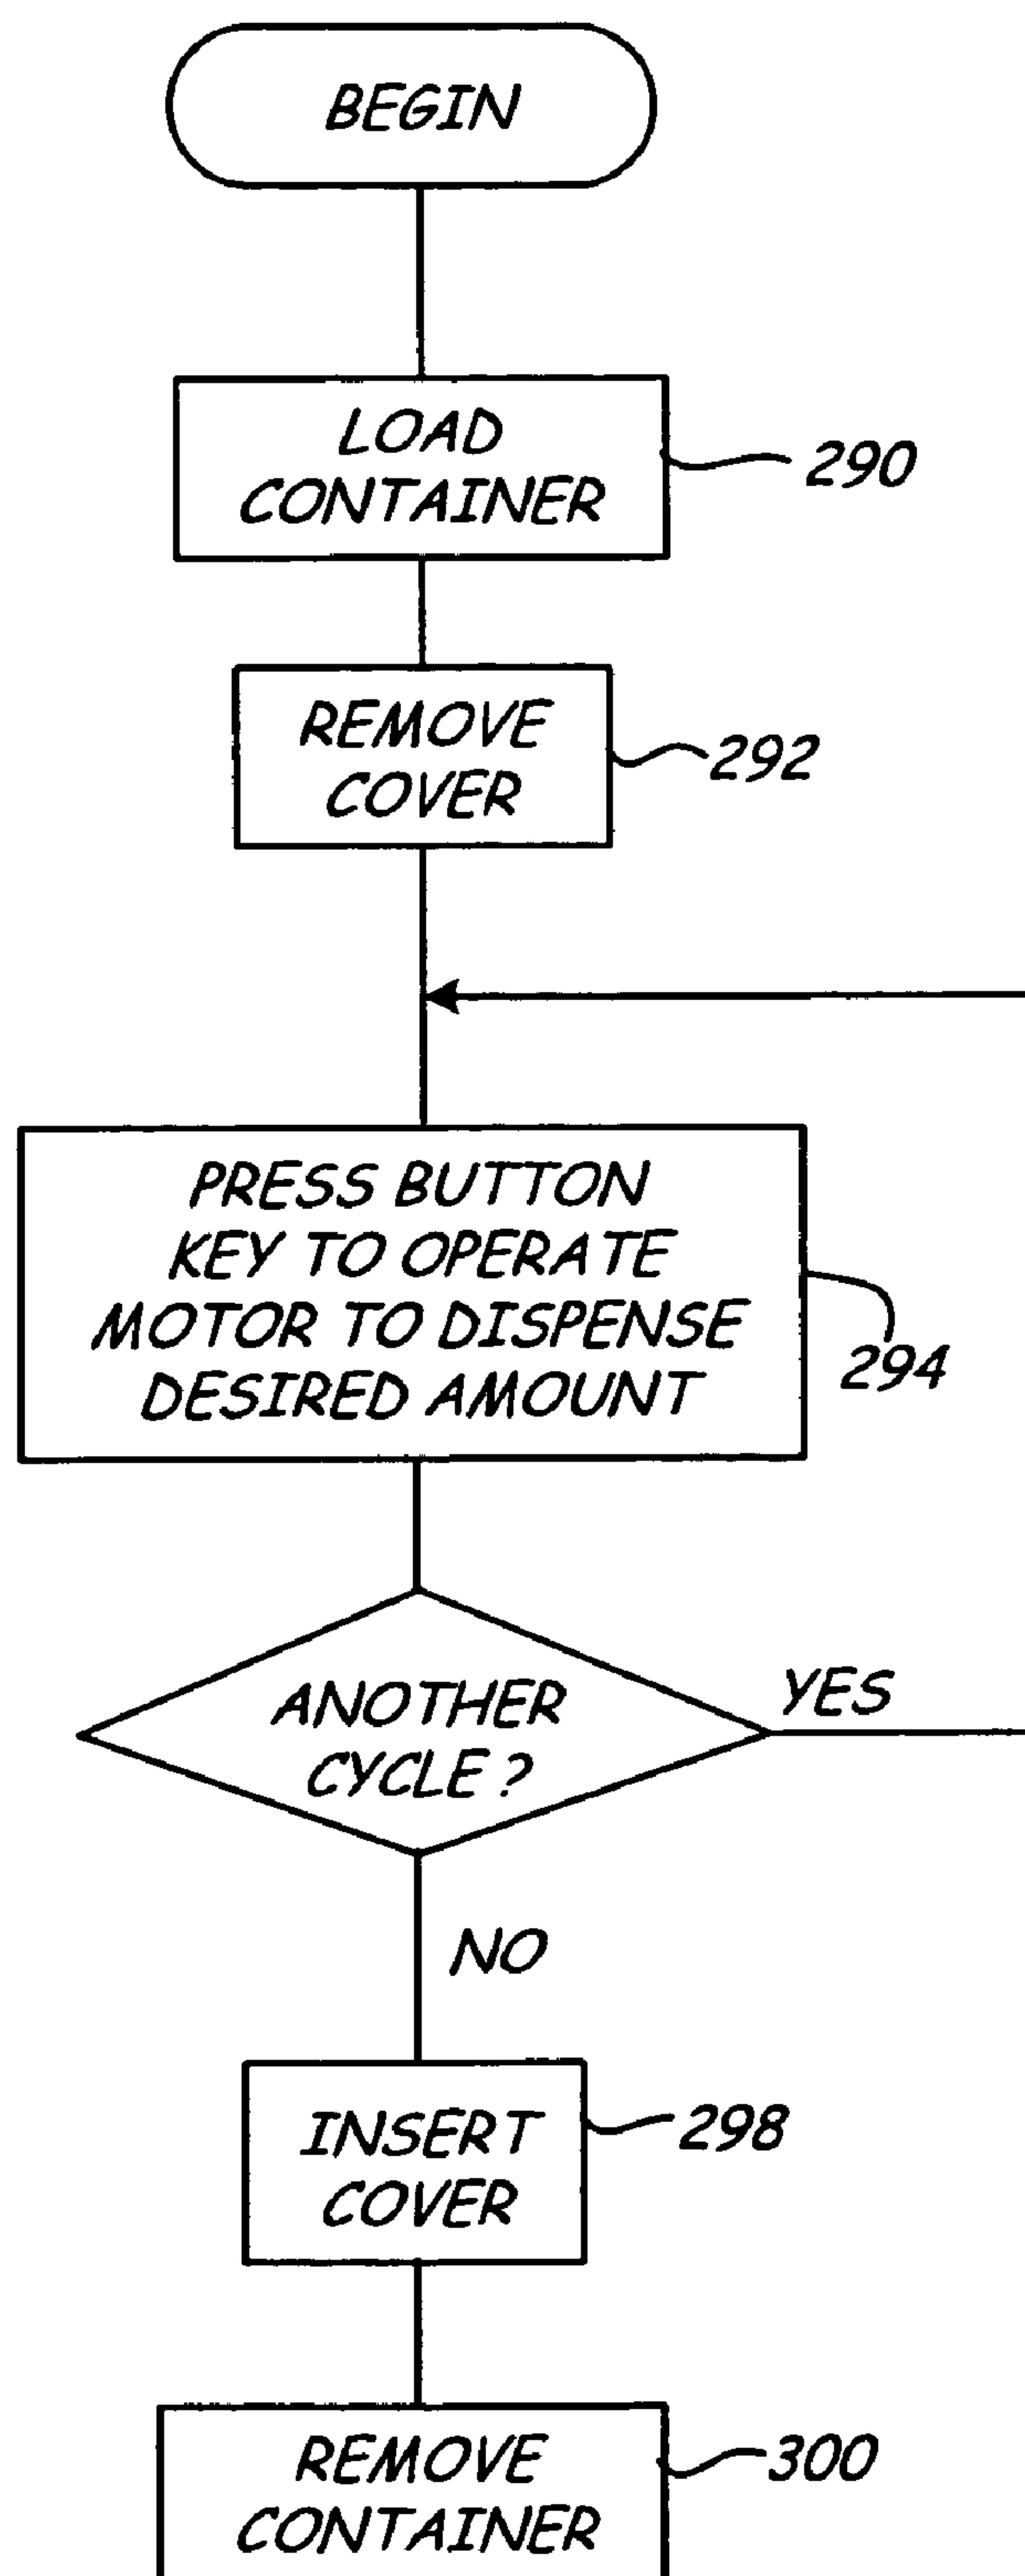 BEGIN
LOAD
CONTAINER
290
REMOVE
COVER
292
PRESS BUTTON
KEY TO OPERATE
MOTOR TO DISPENSE
DESIRED AMOUNT
294
ANOTHER
CYCLE?
YES
NO
INSERT
COVER
298
REMOVE
CONTAINER
300